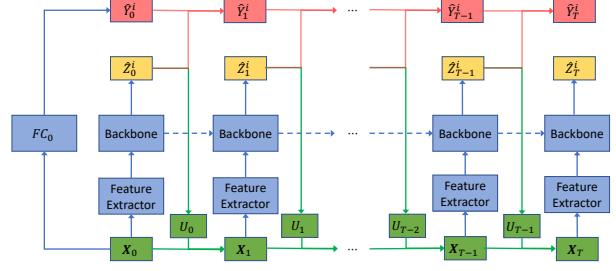 Ŷ₀ⁱ Ŷ₁ⁱ ... Ŷ_{T-1}ⁱ Ŷ_Tⁱ
Ẑ₀ⁱ Ẑ₁ⁱ Ẑ_{T-1}ⁱ Ẑ_Tⁱ
FC₀ Backbone Backbone ... Backbone Backbone
Feature Extractor Feature Extractor Feature Extractor Feature Extractor
U₀ U₁ U_{T-2} U_{T-1}
X₀ X₁ ... X_{T-1} X_T